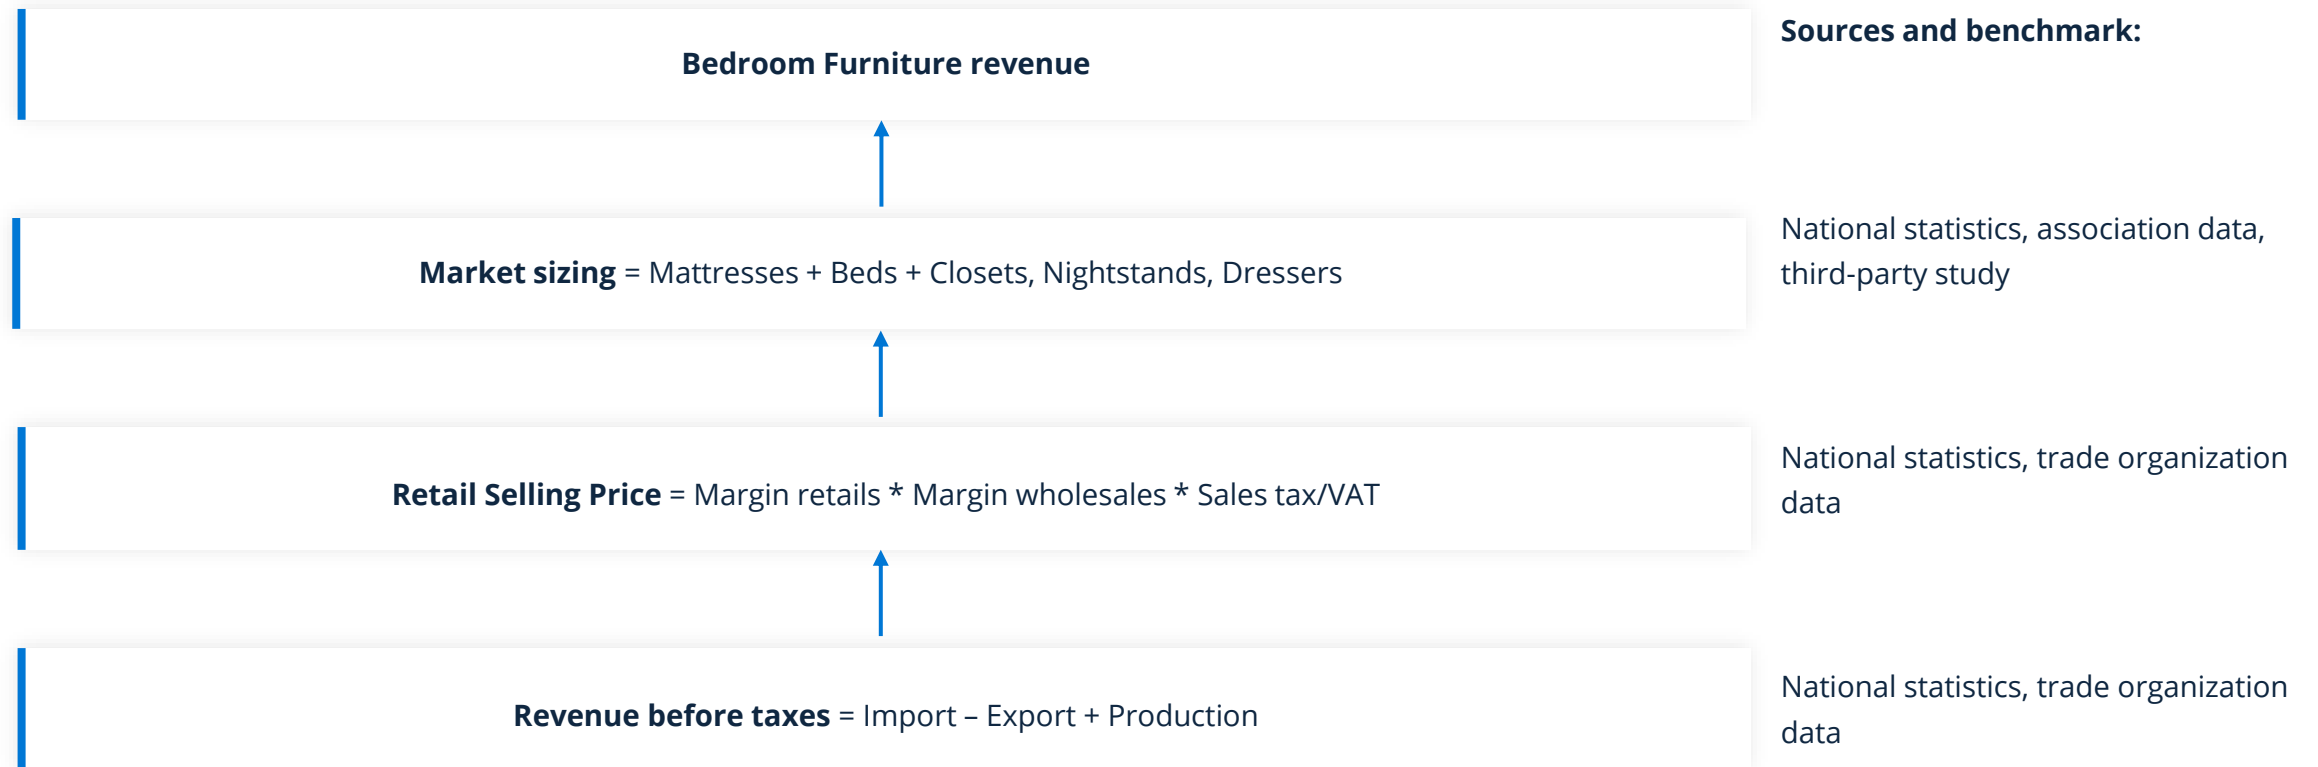 Bedroom Furniture revenue
Sources and benchmark:
Market sizing = Mattresses + Beds + Closets, Nightstands, Dressers
National statistics, association data,
third-party study
Retail Selling Price = Margin retails * Margin wholesales * Sales tax/VAT
National statistics, trade organization
data
Revenue before taxes = Import – Export + Production
National statistics, trade organization
data